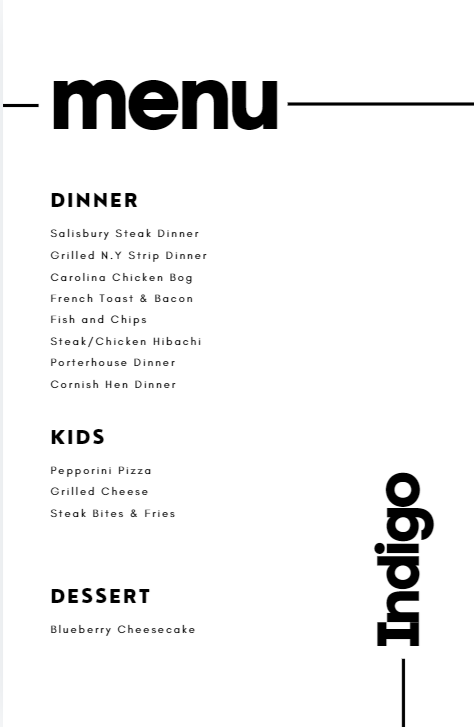 menu
DINNER
Salisbury Steak Dinner
Grilled N.Y Strip Dinner
Carolina Chicken Bog
French Toast & Bacon
Fish and Chips
Steak/Chicken Hibachi
Porterhouse Dinner
Cornish Hen Dinner
KIDS
Pepporini Pizza
Grilled Cheese
Steak Bites & Fries
DESSERT
Blueberry Cheesecake
Indigo